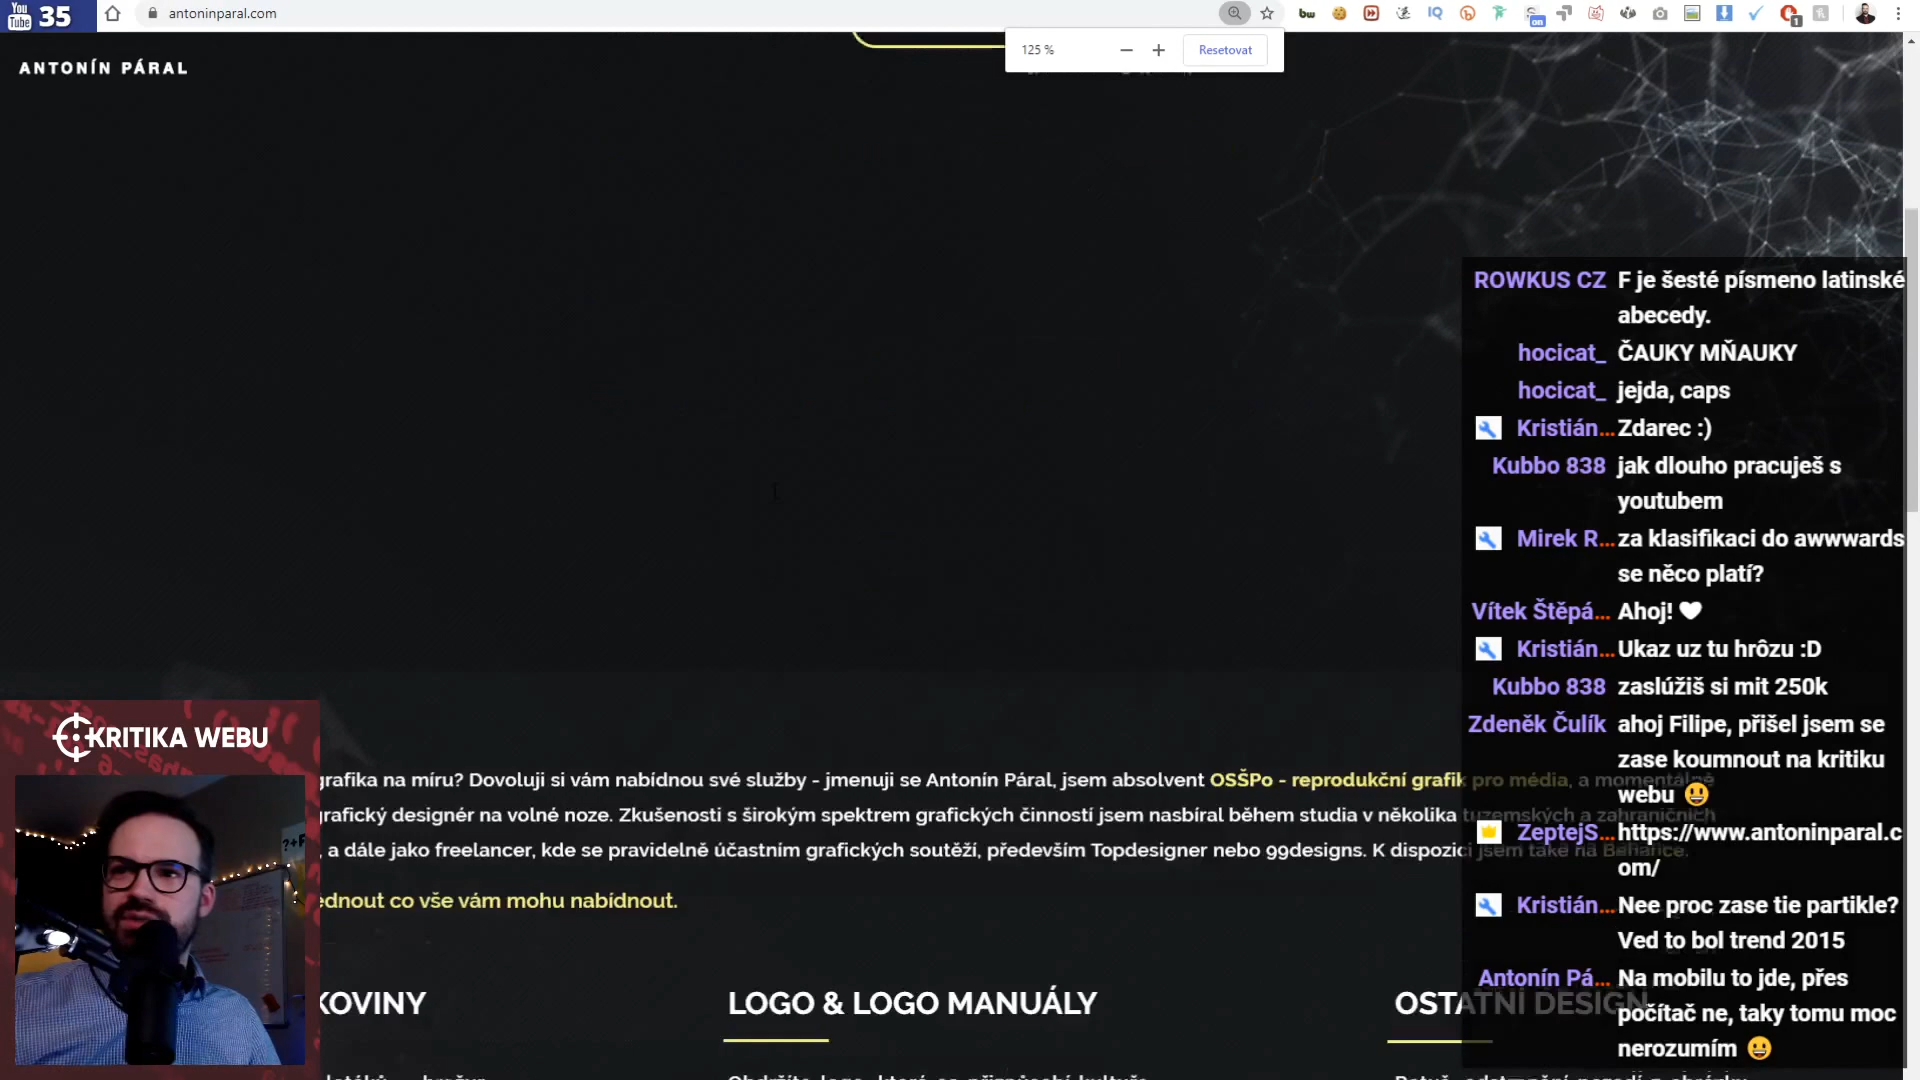 You
Tube
35
antoninparal.com
125 %
Resetovat
on
1
ANTONÍN PÁRAL
ROWKUS CZ F je šesté písmeno latinské
abecedy.
hocicat_ ČAUKY MŇAUKY
hocicat_ jejda, caps
Kristián... Zdarec :)
Kubbo 838 jak dlouho pracuješ s
youtubem
Mirek R... za klasifikaci do awwwards
se něco platí?
Vítek Štěpá... Ahoj! 🤍
Kristián... Ukaz uz tu hrôzu :D
Kubbo 838 zaslúžiš si mit 250k
Zdeněk Čulík ahoj Filipe, přišel jsem se
zase koumnout na kritiku
webu 😃
ZeptejS... https://www.antoninparal.c
om/
Kristián... Nee proc zase tie partikle?
Ved to bol trend 2015
Antonín Pá... Na mobilu to jde, přes
počítač ne, taky tomu moc
nerozumím 😃
KRITIKA WEBU
grafika na míru? Dovoluji si vám nabídnou své služby - jmenuji se Antonín Páral, jsem absolvent OSŠPo - reprodukční grafik pro média, a momentálně
grafický designér na volné noze. Zkušenosti s širokým spektrem grafických činností jsem nasbíral během studia v několika tuzemských a zahraničních
, a dále jako freelancer, kde se pravidelně účastním grafických soutěží, především Topdesigner nebo 99designs. K dispozici jsem také na Behance.
ednout co vše vám mohu nabídnout.
KOVINY
LOGO & LOGO MANUÁLY
OSTATNÍ DESIGN